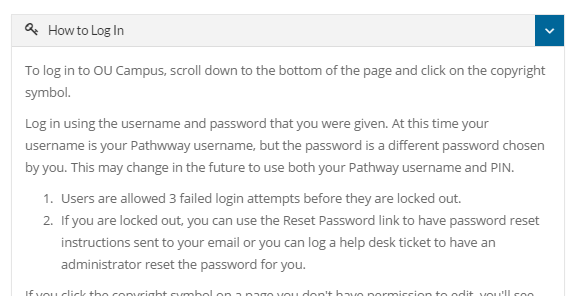 How to Log In
To log in to OU Campus, scroll down to the bottom of the page and click on the copyright
symbol.
Log in using the username and password that you were given. At this time your
username is your Pathwway username, but the password is a different password chosen
by you. This may change in the future to use both your Pathway username and PIN.
1. Users are allowed 3 failed login attempts before they are locked out.
2. If you are locked out, you can use the Reset Password link to have password reset
instructions sent to your email or you can log a help desk ticket to have an
administrator reset the password for you.
If you click the copyright symbol on a page you don't have permission to edit, you'll see